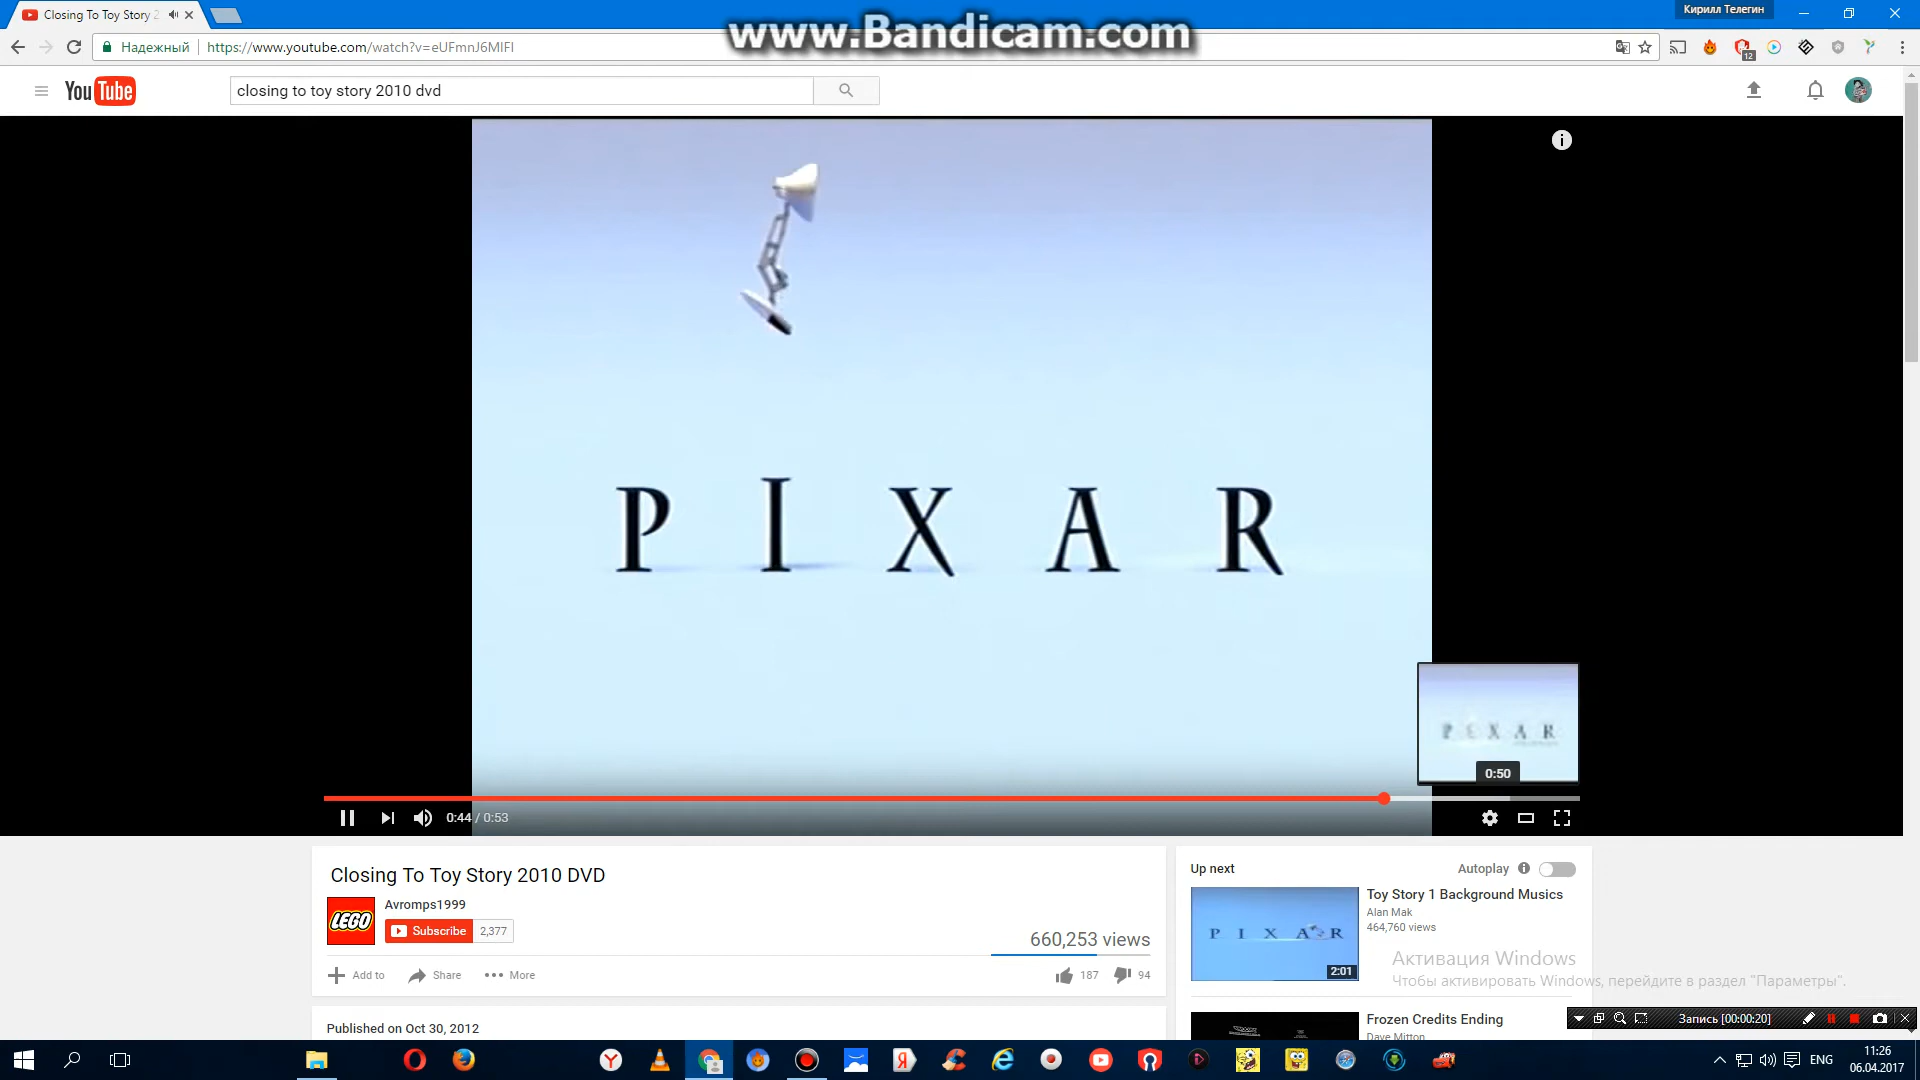 Closing To Toy Story 2
www.Bandicam.com
Кирилл Телегин
Надежный
https://www.youtube.com/watch?v=eUFmnJ6MlFI
12
YouTube
closing to toy story 2010 dvd
P I X A R
P I X A R
0:50
0:44 / 0:53
Closing To Toy Story 2010 DVD
LEGO
Avromps1999
Subscribe 2,377
660,253 views
Add to
Share
More
187
94
Published on Oct 30, 2012
Up next
Autoplay
P I X A R
2:01
Toy Story 1 Background Musics
Alan Mak
464,760 views
Frozen Credits Ending
Dave Mitton
Активация Windows
Чтобы активировать Windows, перейдите в раздел "Параметры".
Запись [00:00:20]
ENG
11:26
06.04.2017